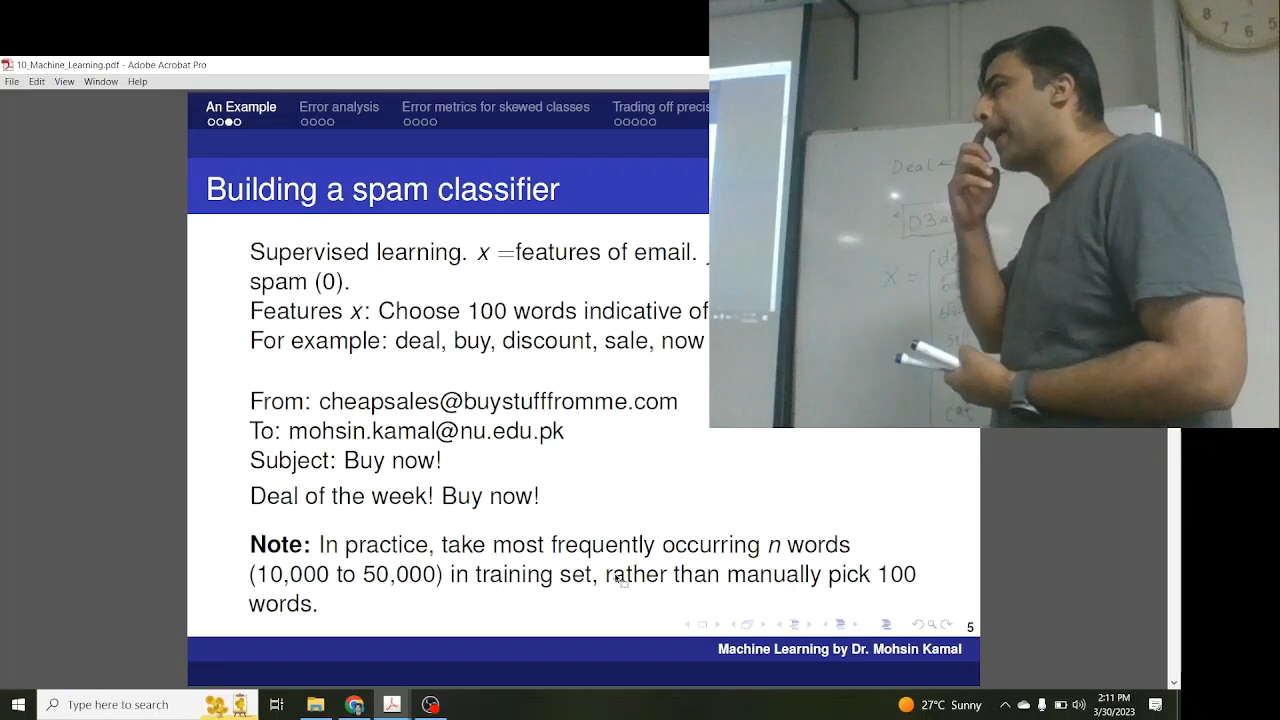 10_Machine_Learning.pdf - Adobe Acrobat Pro
File Edit View Window Help
An Example Error analysis Error metrics for skewed classes Trading off precis
Building a spam classifier
Supervised learning. x =features of email.
spam (0).
Features x: Choose 100 words indicative of
For example: deal, buy, discount, sale, now
From: cheapsales@buystufffromme.com
To: mohsin.kamal@nu.edu.pk
Subject: Buy now!
Deal of the week! Buy now!
Note: In practice, take most frequently occurring n words
(10,000 to 50,000) in training set, rather than manually pick 100
words.
5
Machine Learning by Dr. Mohsin Kamal
Deal
X =
8 7 6 5
Type here to search
27°C Sunny
2:11 PM
3/30/2023